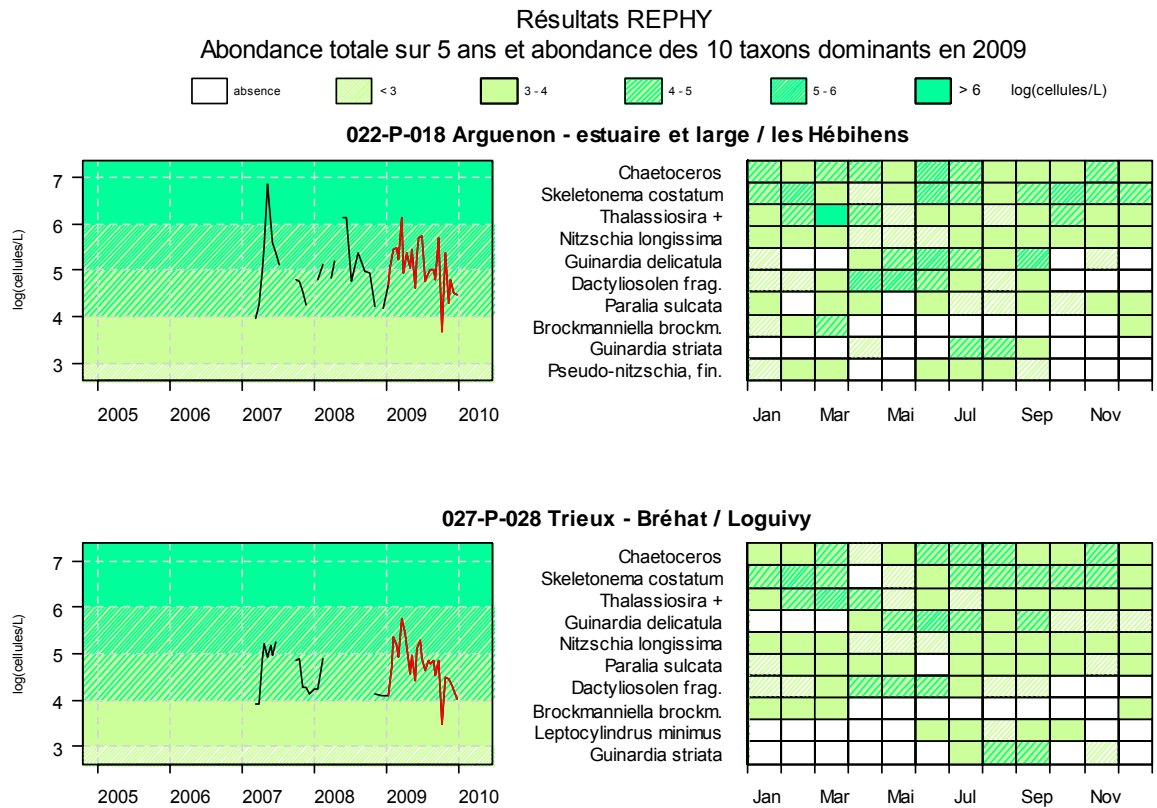 Résultats REPHY
Abondance totale sur 5 ans et abondance des 10 taxons dominants en 2009
absence < 3 3 - 4 4 - 5 5 - 6 > 6 log(cellules/L)
022-P-018 Arguenon - estuaire et large / les Hébihens
log(cellules/L)
7
6
5
4
3
2005 2006 2007 2008 2009 2010
Chaetoceros
Skeletonema costatum
Thalassiosira +
Nitzschia longissima
Guinardia delicatula
Dactyliosolen frag.
Paralia sulcata
Brockmanniella brockm.
Guinardia striata
Pseudo-nitzschia, fin.
Jan Mar Mai Jul Sep Nov
027-P-028 Trieux - Bréhat / Loguivy
log(cellules/L)
7
6
5
4
3
2005 2006 2007 2008 2009 2010
Chaetoceros
Skeletonema costatum
Thalassiosira +
Guinardia delicatula
Nitzschia longissima
Paralia sulcata
Dactyliosolen frag.
Brockmanniella brockm.
Leptocylindrus minimus
Guinardia striata
Jan Mar Mai Jul Sep Nov